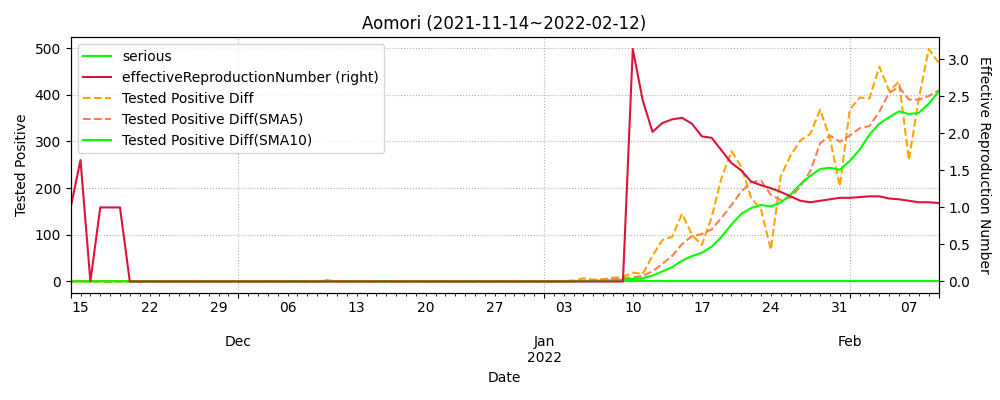 Aomori (2021-11-14~2022-02-12)
serious
effectiveReproductionNumber (right)
Tested Positive Diff
Tested Positive Diff(SMA5)
Tested Positive Diff(SMA10)
Tested Positive
500
400
300
200
100
0
3.0
2.5
2.0
1.5
1.0
0.5
0.0
Effective Reproduction Number
15 22 29 06 13 20 27 03 10 17 24 31 07
Dec Jan Feb
2022
Date